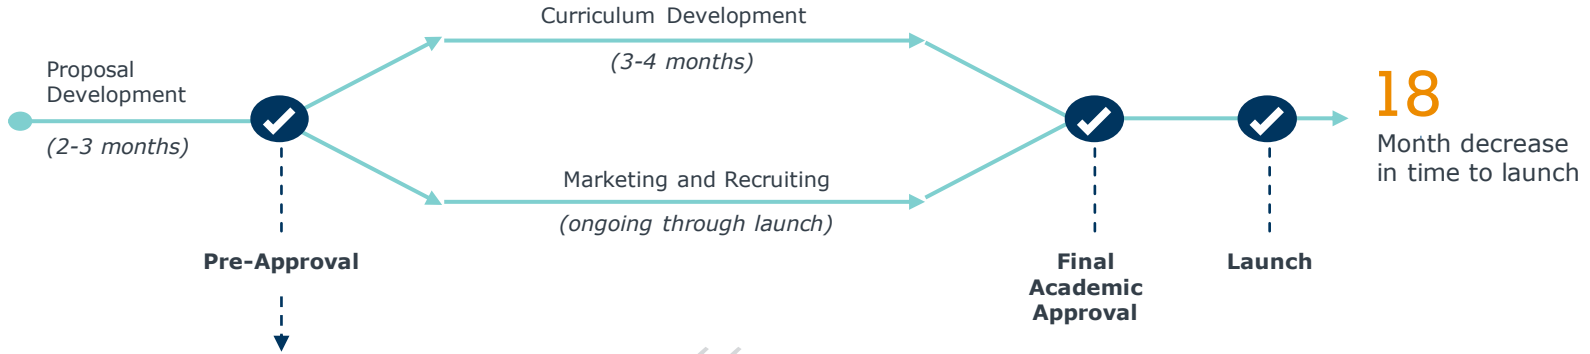 Curriculum Development
(3-4 months)
Proposal
Development
(2-3 months)
18
Month decrease
in time to launch
Marketing and Recruiting
(ongoing through launch)
Pre-Approval
Final
Academic
Approval
Launch